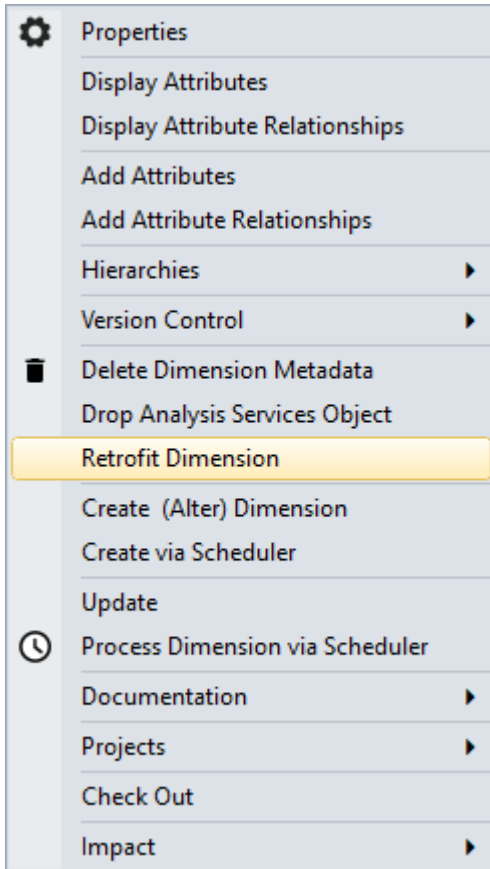 Properties
Display Attributes
Display Attribute Relationships
Add Attributes
Add Attribute Relationships
Hierarchies
Version Control
Delete Dimension Metadata
Drop Analysis Services Object
Retrofit Dimension
Create  (Alter) Dimension
Create via Scheduler
Update
Process Dimension via Scheduler
Documentation
Projects
Check Out
Impact